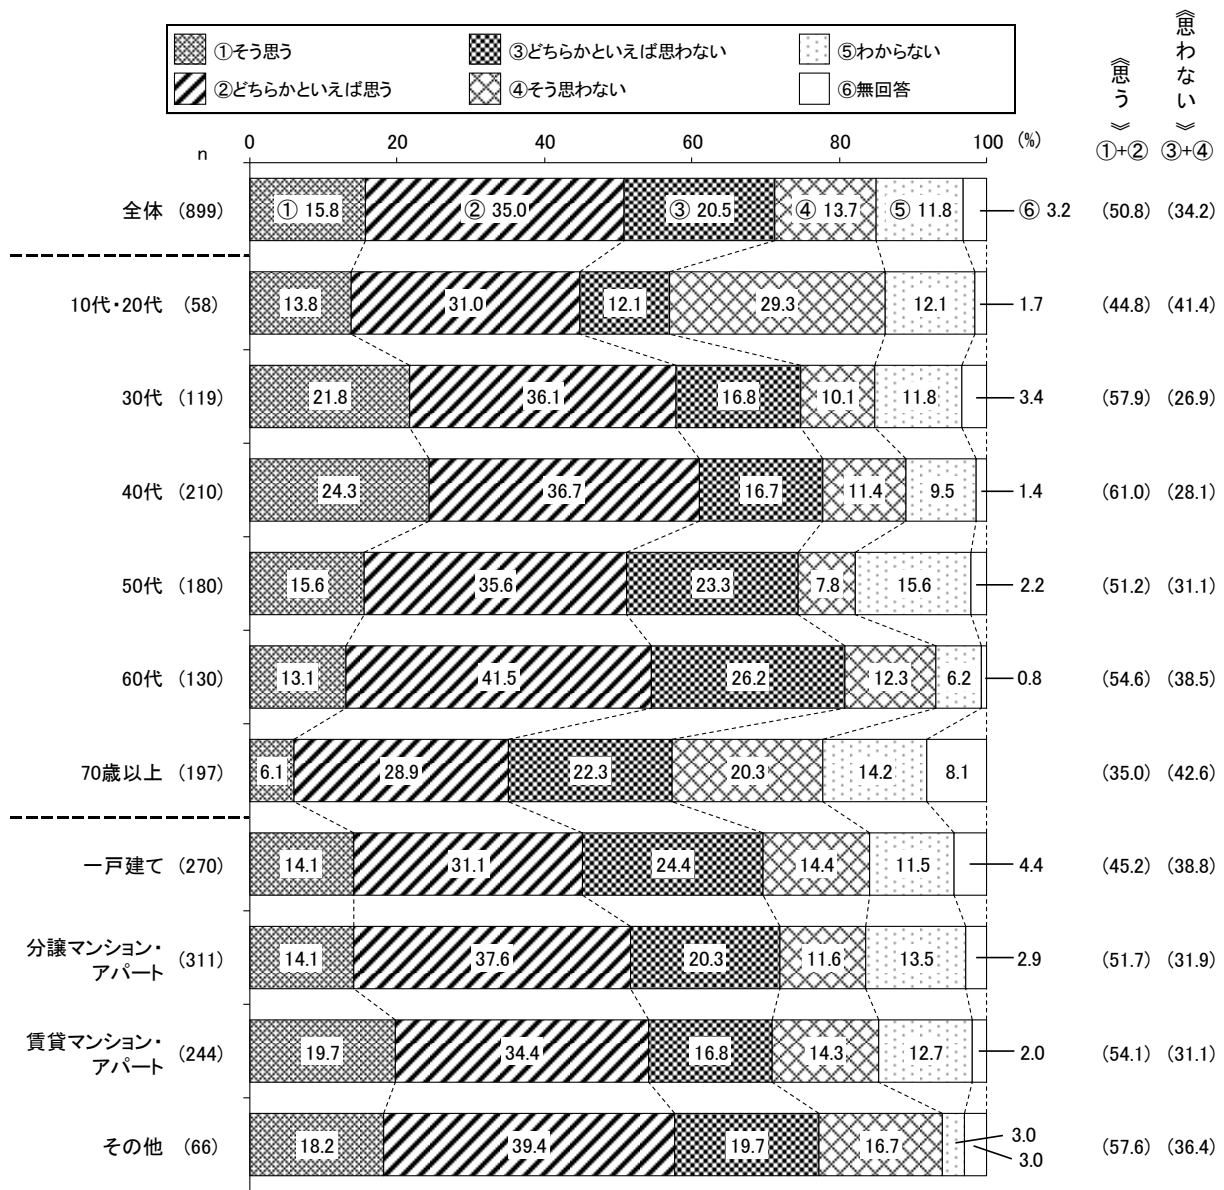 ①そう思う ③どちらかといえば思わない ⑤わからない
②どちらかといえば思う ④そう思わない ⑥無回答
《思う》 《思わない》
①+② ③+④
n 0 20 40 60 80 100 (%)
全体 (899) ① 15.8 ② 35.0 ③ 20.5 ④ 13.7 ⑤ 11.8 ⑥ 3.2 (50.8) (34.2)
10代・20代 (58) 13.8 31.0 12.1 29.3 12.1 1.7 (44.8) (41.4)
30代 (119) 21.8 36.1 16.8 10.1 11.8 3.4 (57.9) (26.9)
40代 (210) 24.3 36.7 16.7 11.4 9.5 1.4 (61.0) (28.1)
50代 (180) 15.6 35.6 23.3 7.8 15.6 2.2 (51.2) (31.1)
60代 (130) 13.1 41.5 26.2 12.3 6.2 0.8 (54.6) (38.5)
70歳以上 (197) 6.1 28.9 22.3 20.3 14.2 8.1 (35.0) (42.6)
一戸建て (270) 14.1 31.1 24.4 14.4 11.5 4.4 (45.2) (38.8)
分譲マンション・
アパート (311) 14.1 37.6 20.3 11.6 13.5 2.9 (51.7) (31.9)
賃貸マンション・
アパート (244) 19.7 34.4 16.8 14.3 12.7 2.0 (54.1) (31.1)
その他 (66) 18.2 39.4 19.7 16.7 3.0 3.0 (57.6) (36.4)